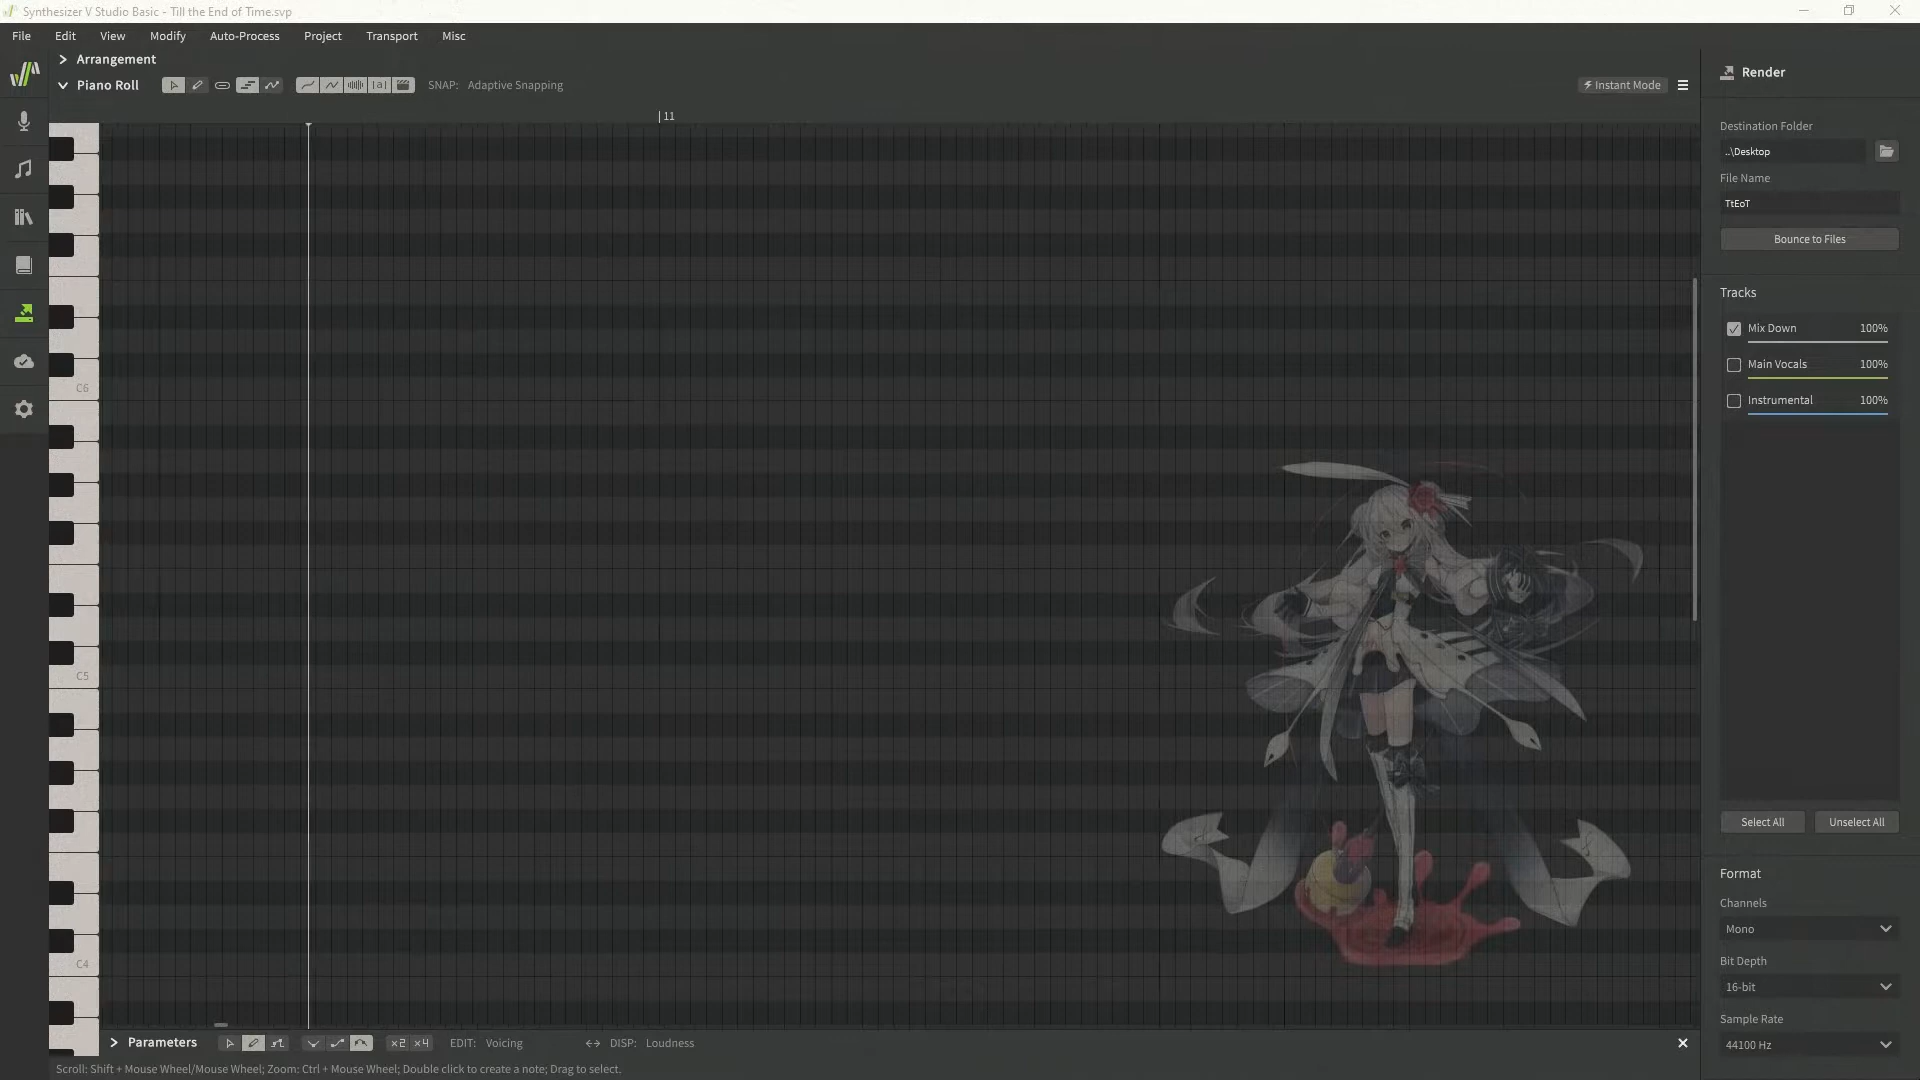 Synthesizer V Studio Basic - Till the End of Time.svp
File Edit View Modify Auto-Process Project Transport Misc
Arrangement
Piano Roll
SNAP: Adaptive Snapping
Instant Mode
11
C6
C5
C4
Parameters
x2 x4
EDIT: Voicing
DISP: Loudness
Scroll: Shift + Mouse Wheel/Mouse Wheel; Zoom: Ctrl + Mouse Wheel; Double click to create a note; Drag to select.
Render
Destination Folder
..\Desktop
File Name
TtEoT
Bounce to Files
Tracks
Mix Down 100%
Main Vocals 100%
Instrumental 100%
Select All Unselect All
Format
Channels
Mono
Bit Depth
16-bit
Sample Rate
44100 Hz